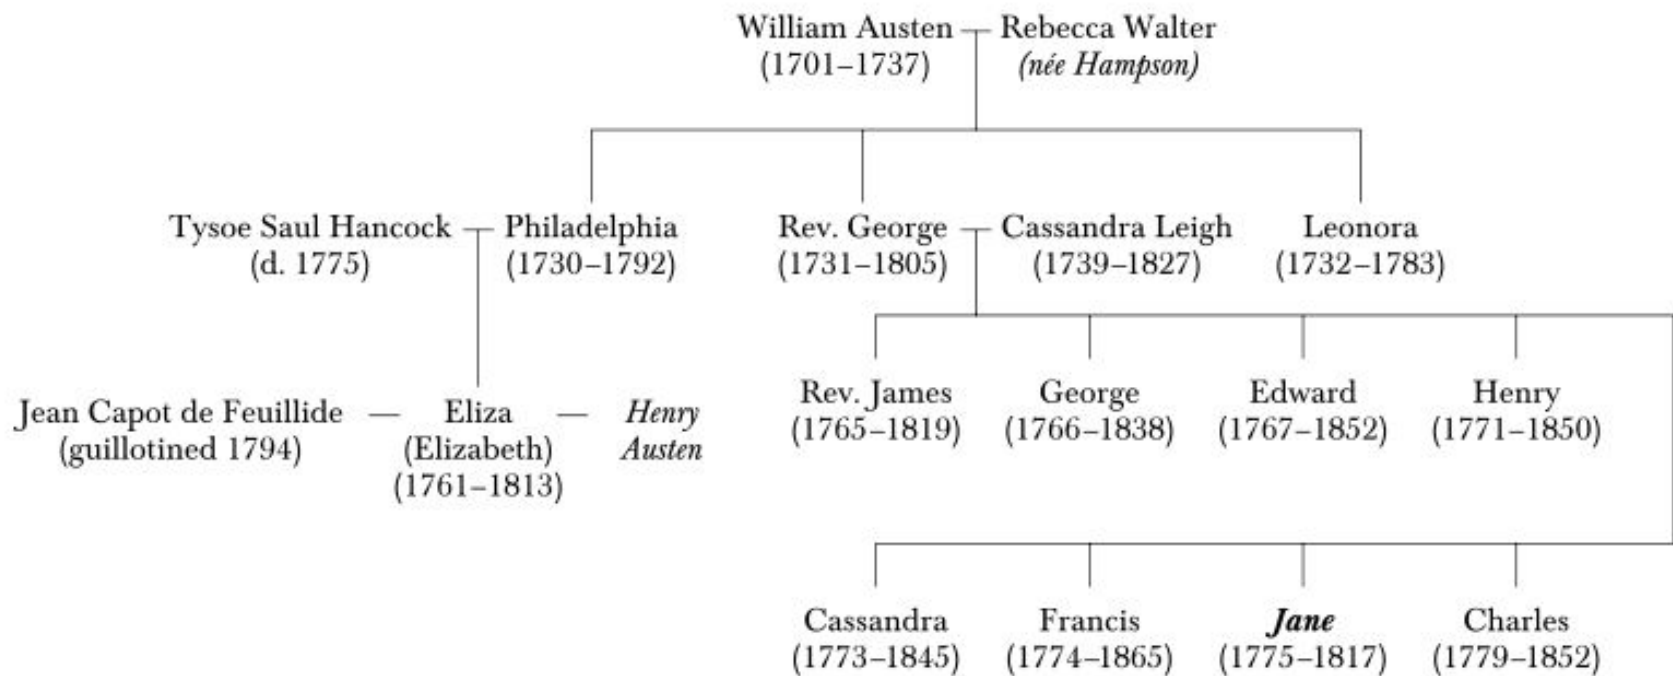 William Austen
(1701–1737)
Rebecca Walter
(née Hampson)
Tysoe Saul Hancock
(d. 1775)
Philadelphia
(1730–1792)
Rev. George
(1731–1805)
Cassandra Leigh
(1739–1827)
Leonora
(1732–1783)
Jean Capot de Feuillide
(guillotined 1794)
Eliza
(Elizabeth)
(1761–1813)
Henry
Austen
Rev. James
(1765–1819)
George
(1766–1838)
Edward
(1767–1852)
Henry
(1771–1850)
Cassandra
(1773–1845)
Francis
(1774–1865)
Jane
(1775–1817)
Charles
(1779–1852)